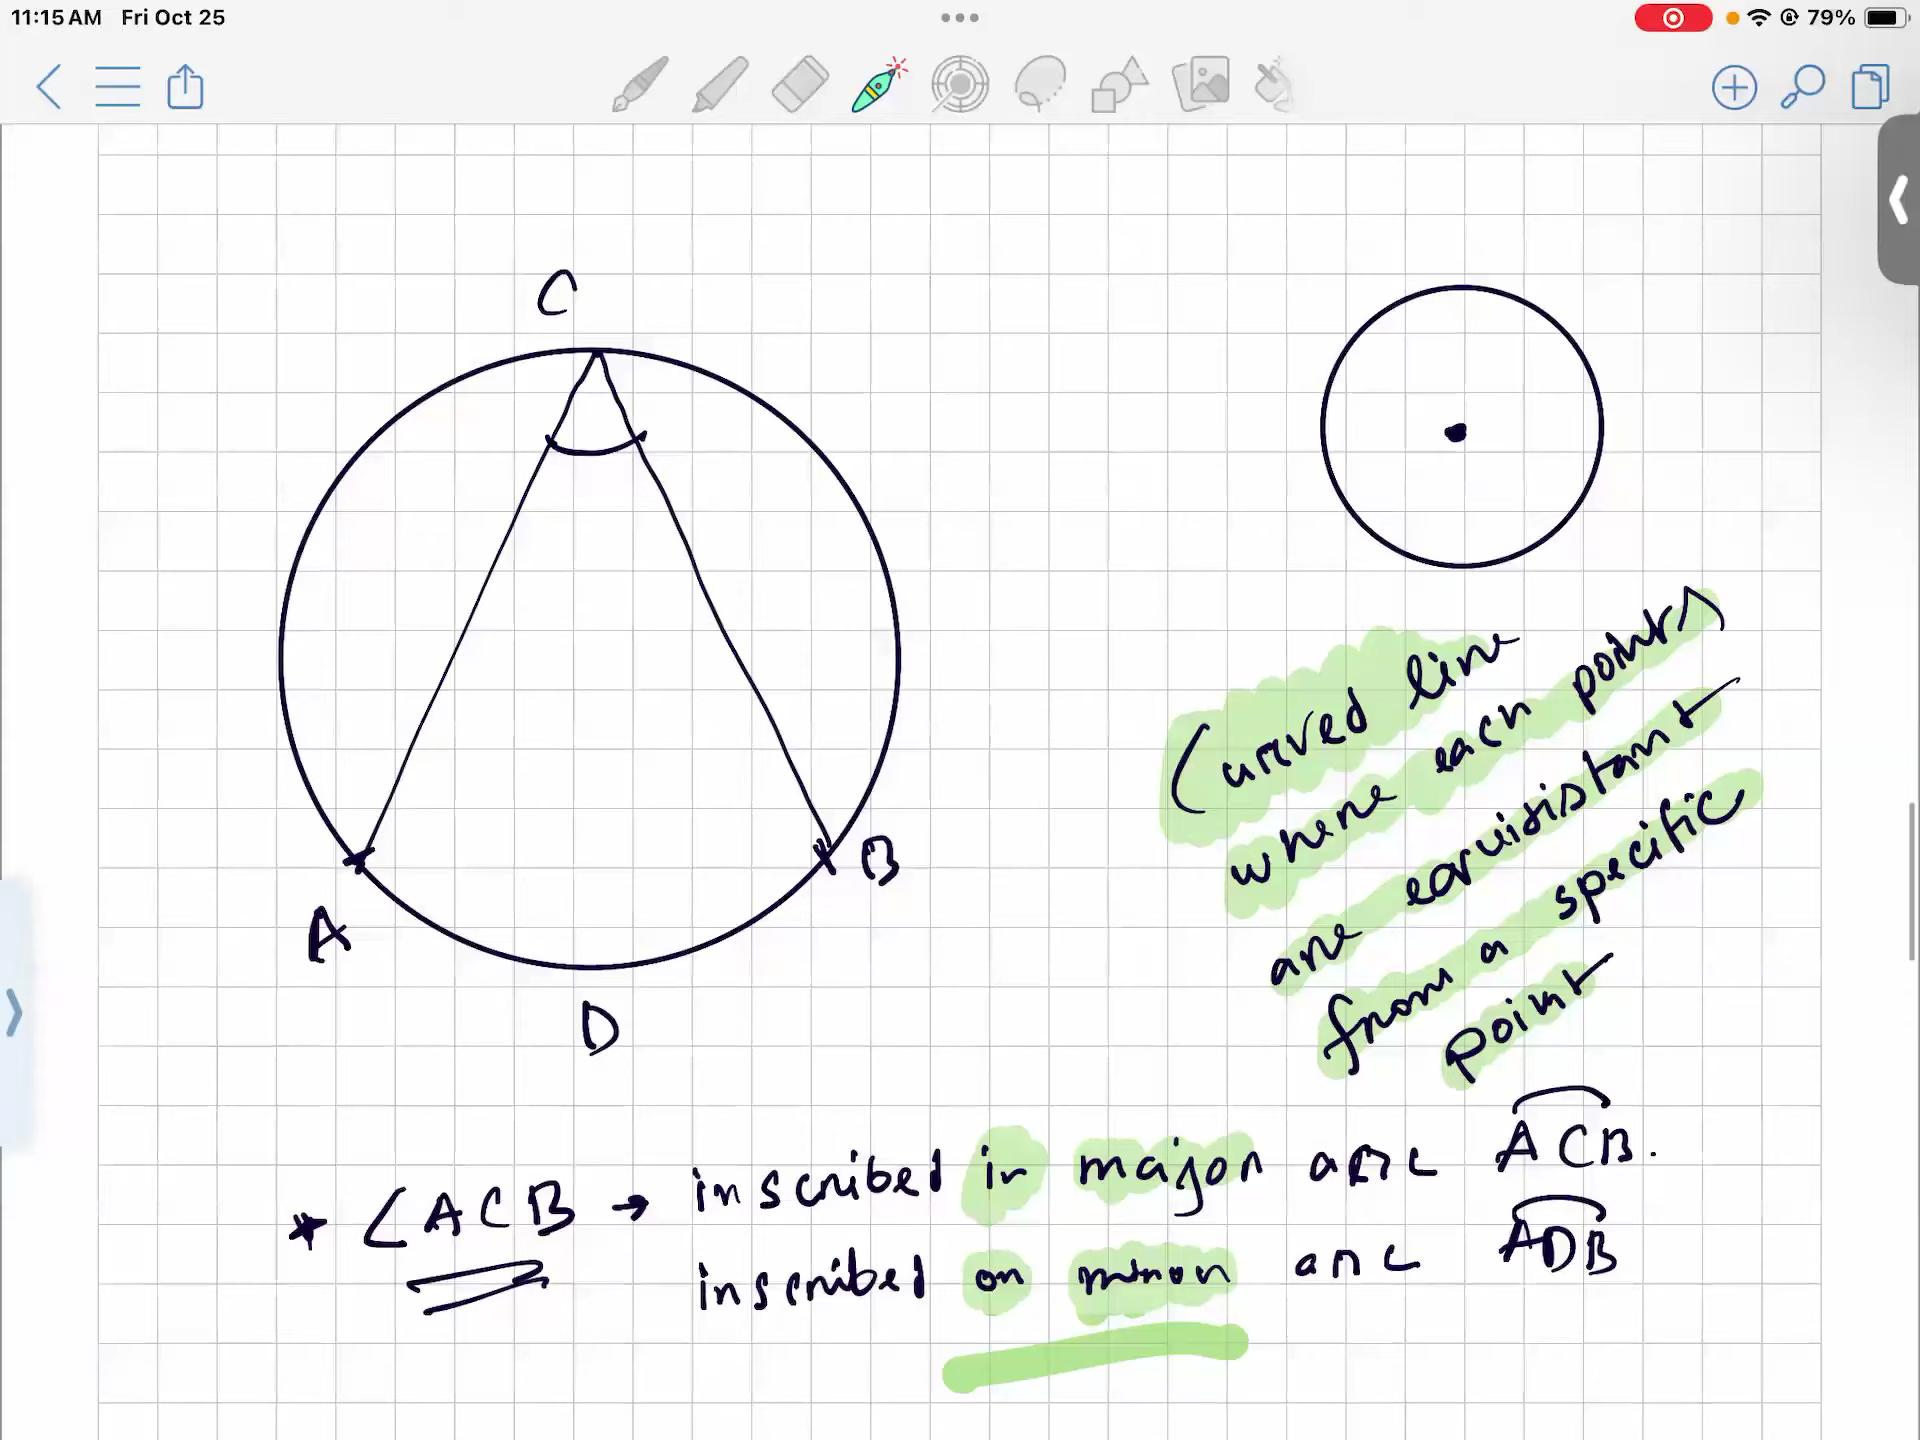 11:15 AM Fri Oct 25
79%
C
A
B
D
Curved line
where each points
are equidistant
from a specific
point
* ∠ACB → inscribed in major arc ACB.
inscribed on minor arc ADB